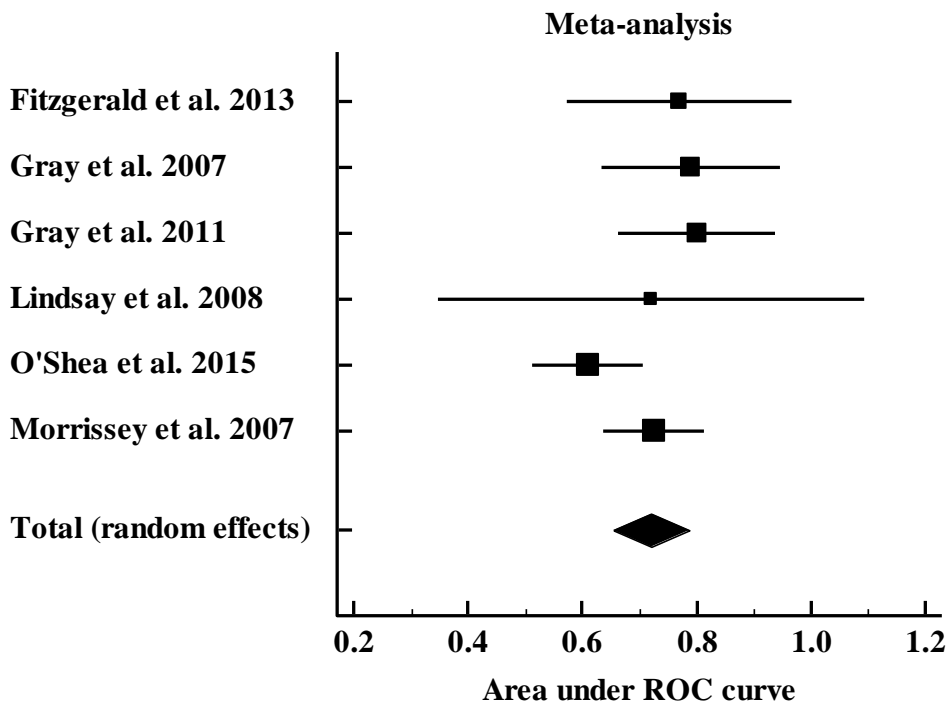 Meta-analysis
Fitzgerald et al. 2013
Gray et al. 2007
Gray et al. 2011
Lindsay et al. 2008
O'Shea et al. 2015
Morrissey et al. 2007
Total (random effects)
0.2 0.4 0.6 0.8 1.0 1.2
Area under ROC curve